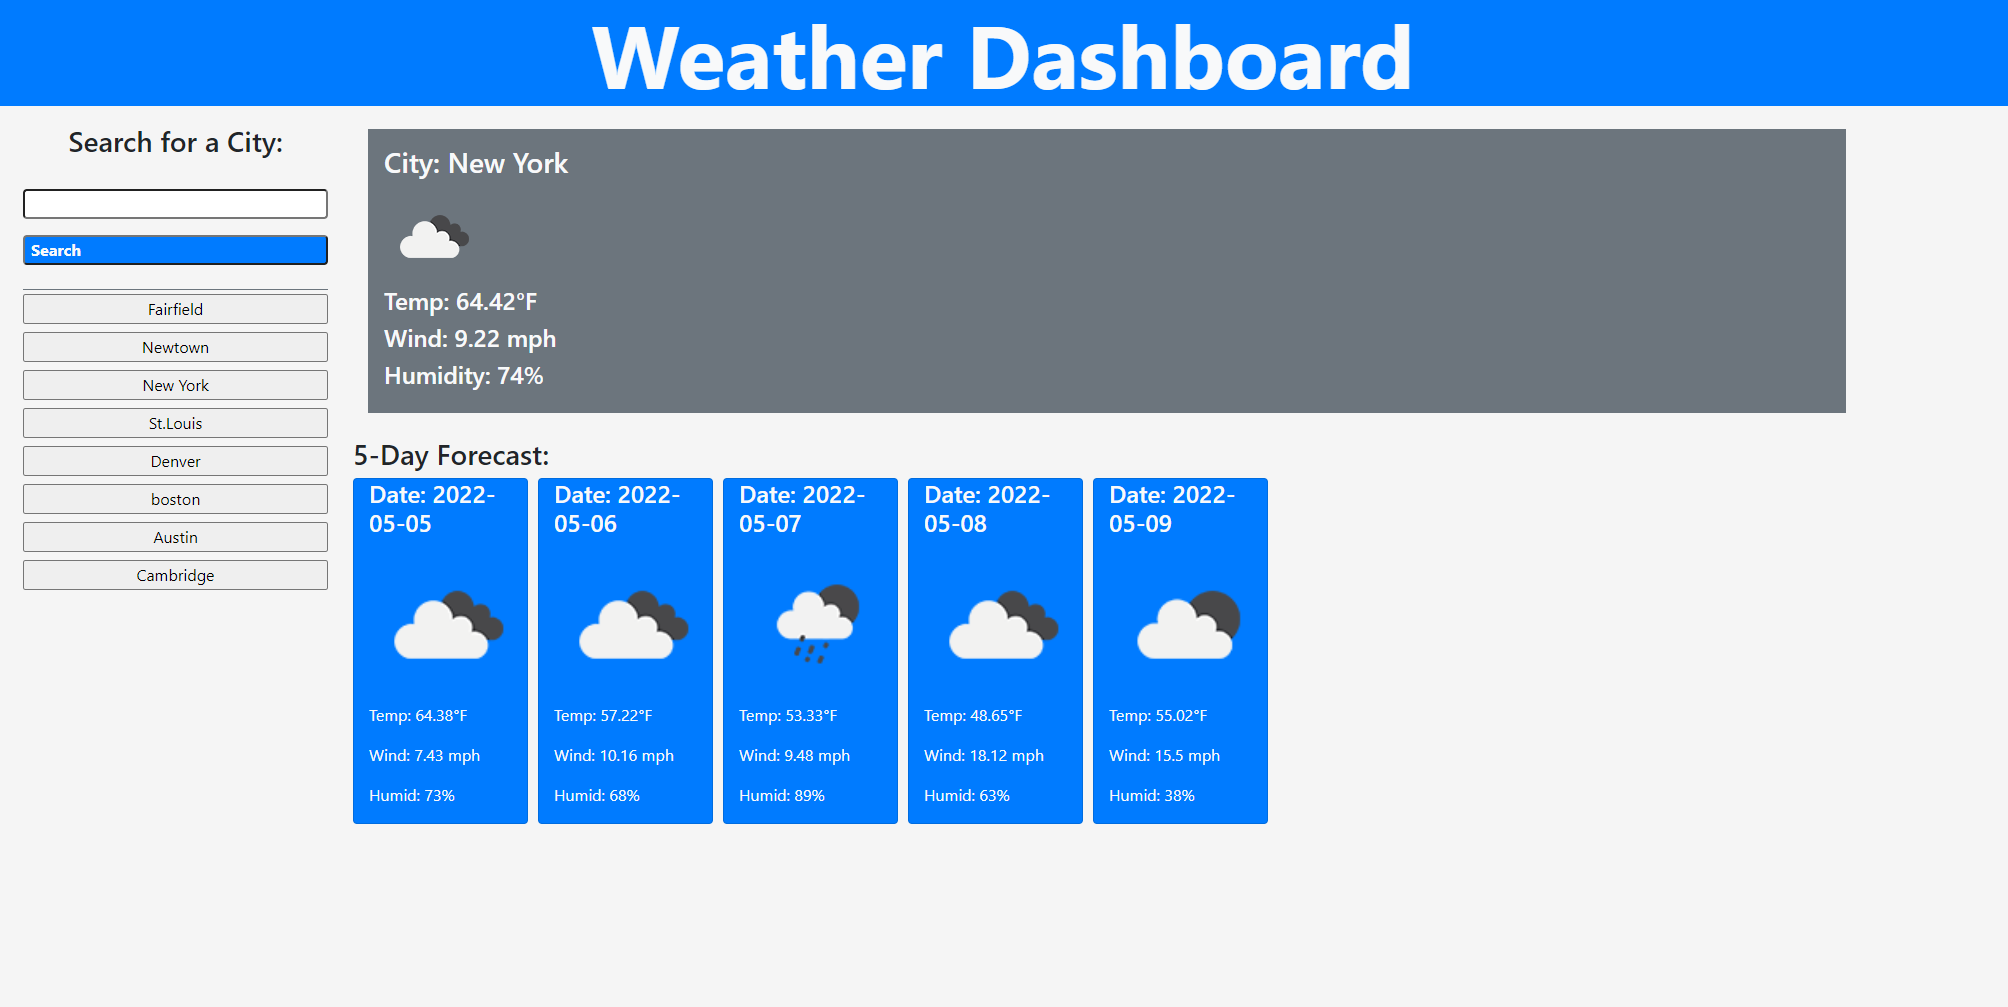 Weather Dashboard
Search for a City:
Search
Fairfield
Newtown
New York
St.Louis
Denver
boston
Austin
Cambridge
City: New York
Temp: 64.42°F
Wind: 9.22 mph
Humidity: 74%
5-Day Forecast:
Date: 2022-
05-05
Temp: 64.38°F
Wind: 7.43 mph
Humid: 73%
Date: 2022-
05-06
Temp: 57.22°F
Wind: 10.16 mph
Humid: 68%
Date: 2022-
05-07
Temp: 53.33°F
Wind: 9.48 mph
Humid: 89%
Date: 2022-
05-08
Temp: 48.65°F
Wind: 18.12 mph
Humid: 63%
Date: 2022-
05-09
Temp: 55.02°F
Wind: 15.5 mph
Humid: 38%